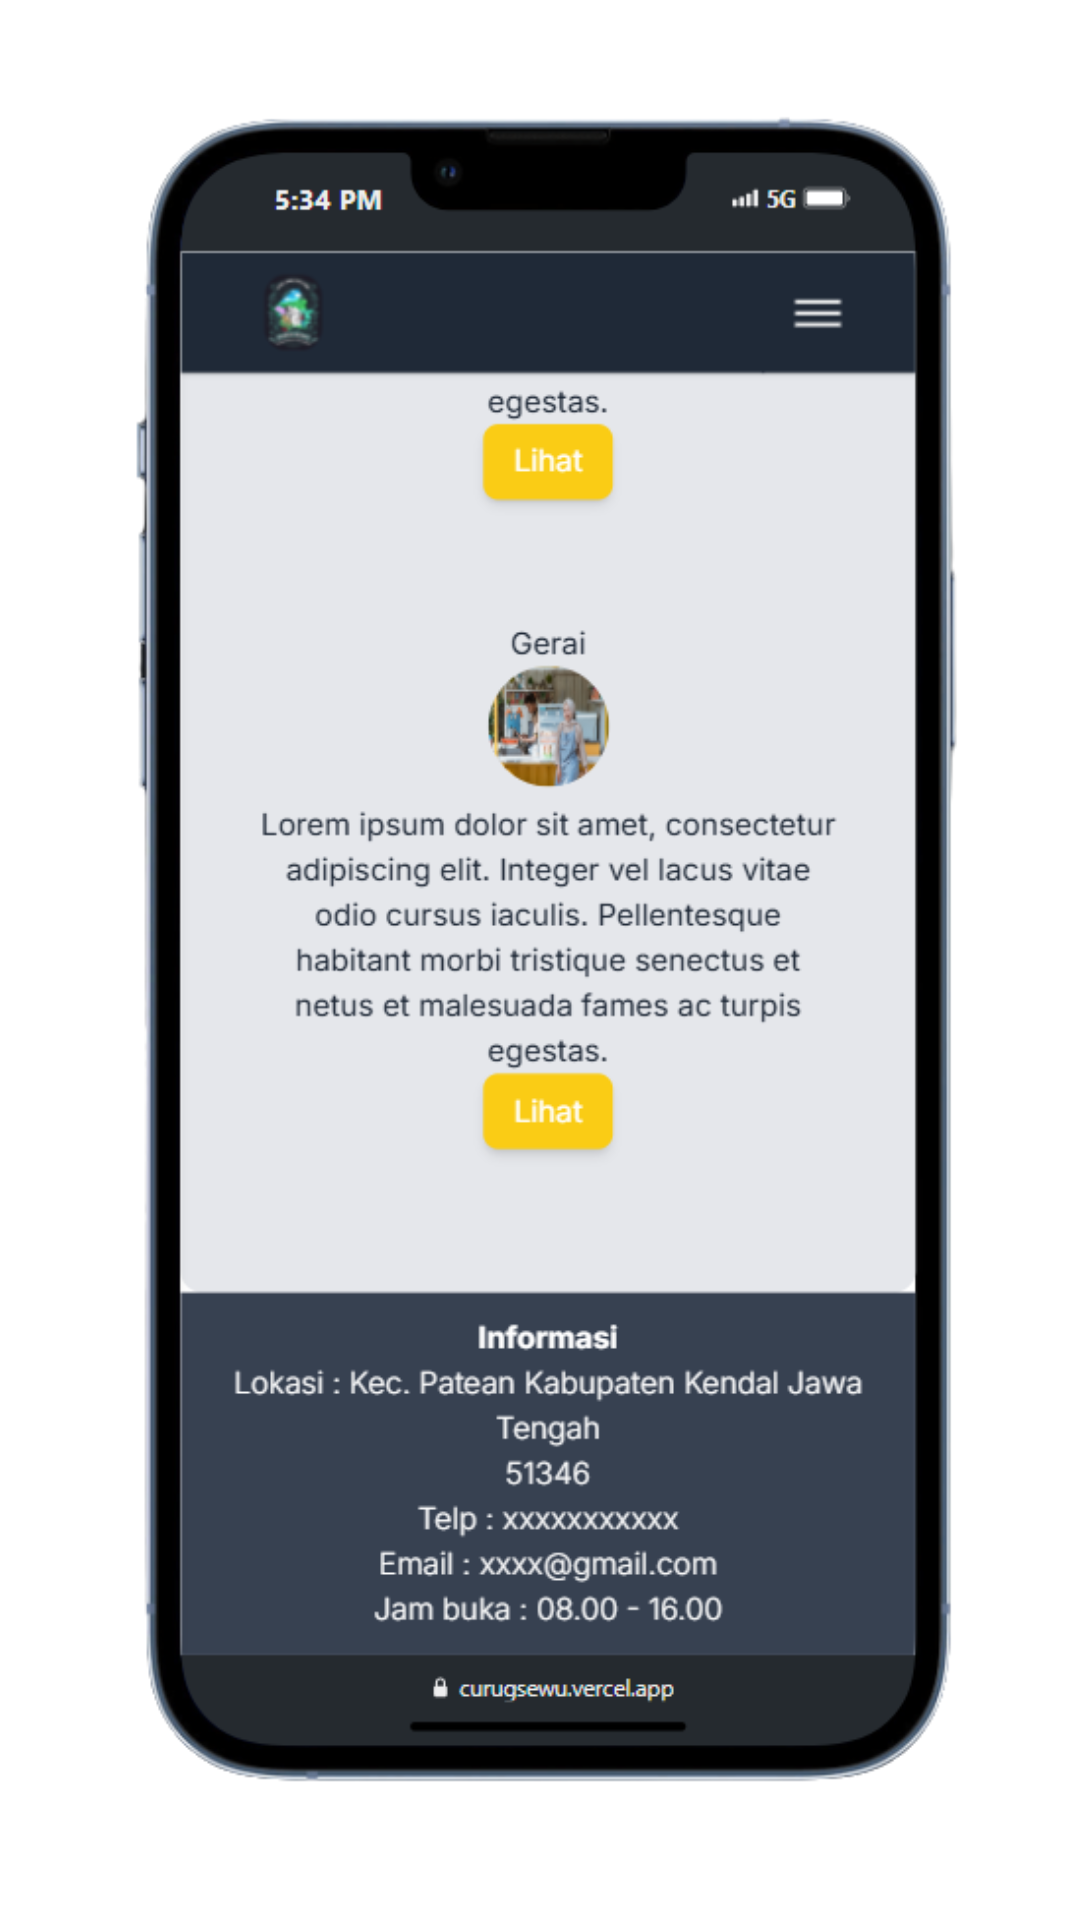 5:34 PM
5G
egestas.
Lihat
Gerai
Lorem ipsum dolor sit amet, consectetur
adipiscing elit. Integer vel lacus vitae
odio cursus iaculis. Pellentesque
habitant morbi tristique senectus et
netus et malesuada fames ac turpis
egestas.
Lihat
Informasi
Lokasi : Kec. Patean Kabupaten Kendal Jawa
Tengah
51346
Telp : xxxxxxxxxxx
Email : xxxx@gmail.com
Jam buka : 08.00 - 16.00
curugsewu.vercel.app